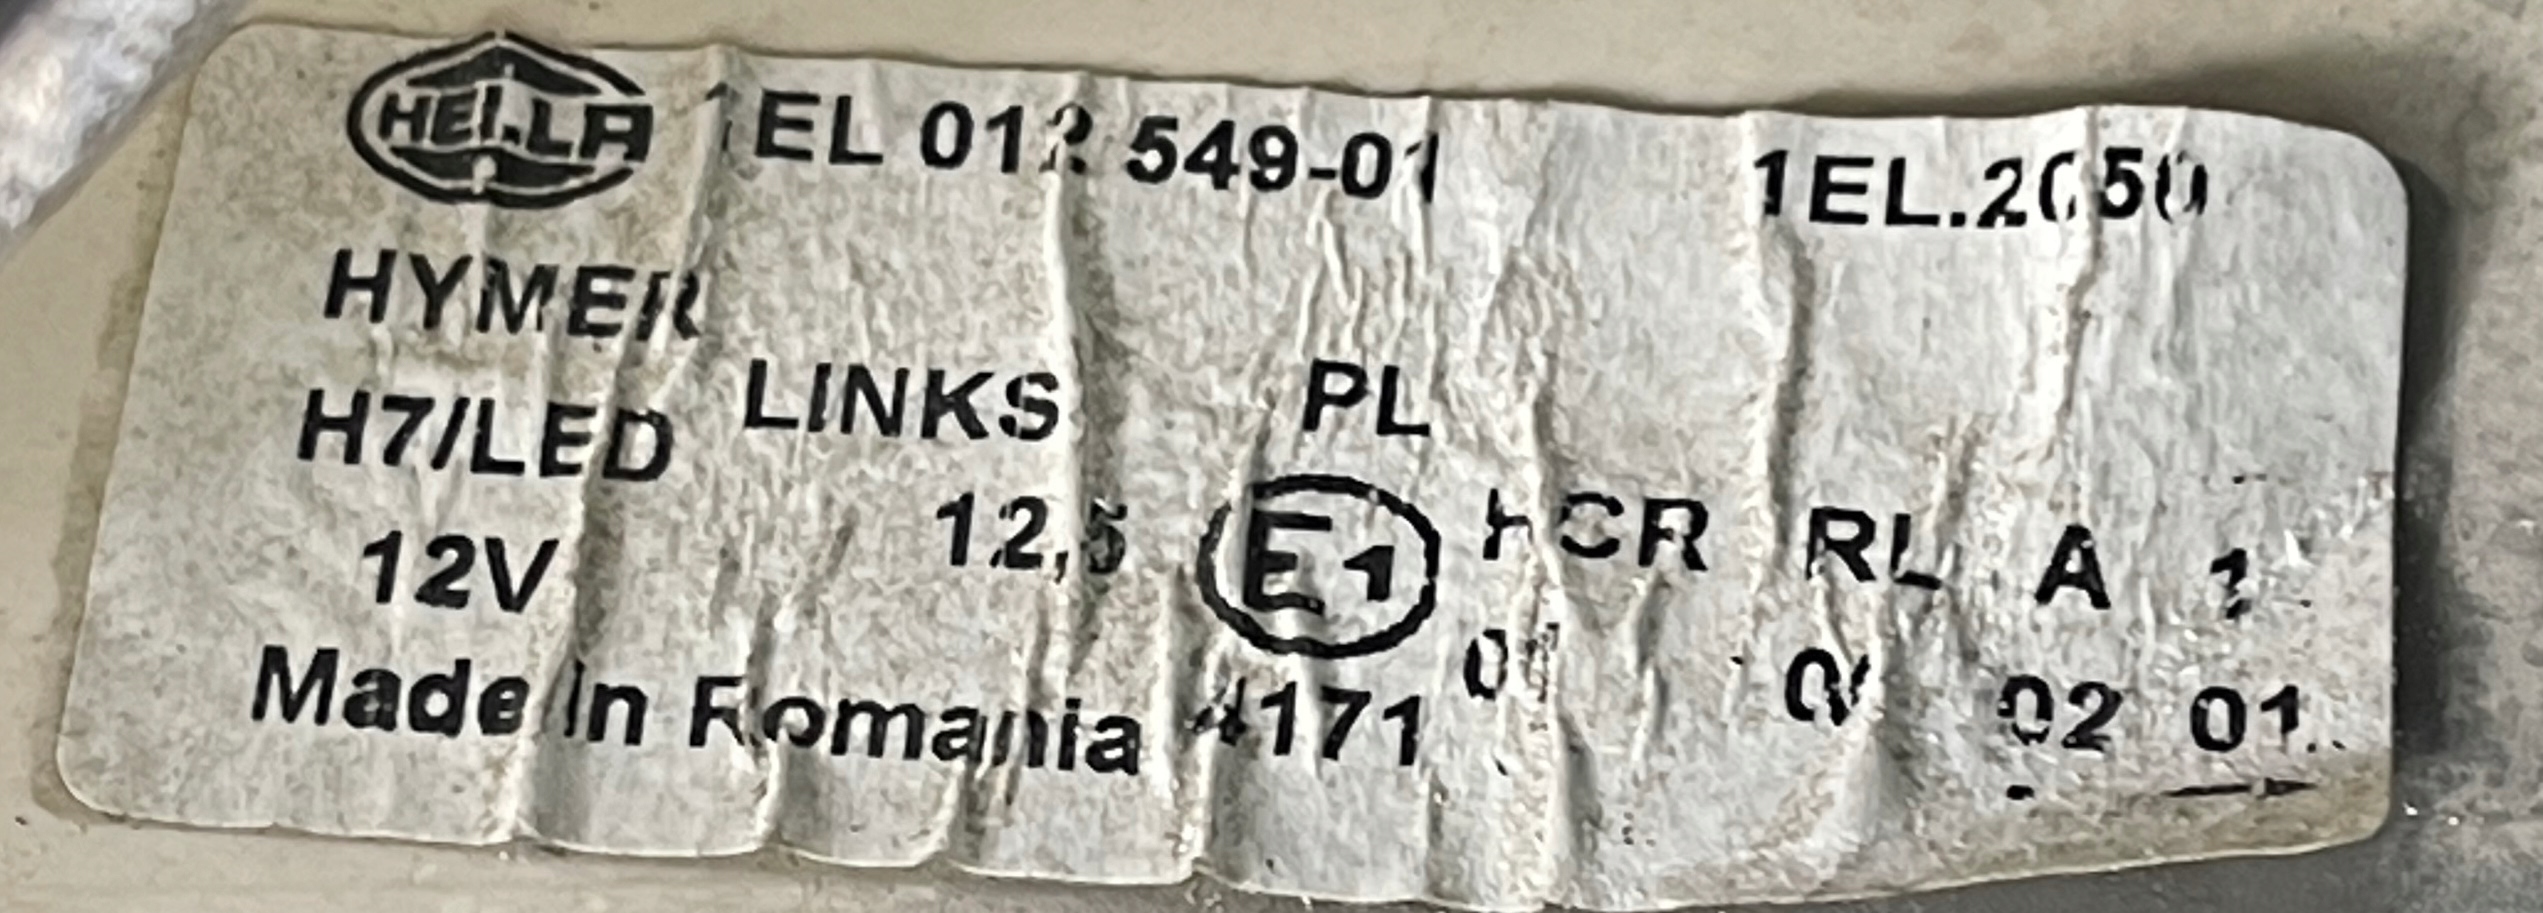 HELLA 1EL 012 549-01 1EL.2050
HYMER
H7/LED LINKS PL
12V 12,5 E1 HCR RL A 1
Made In Romania 4171 02 01